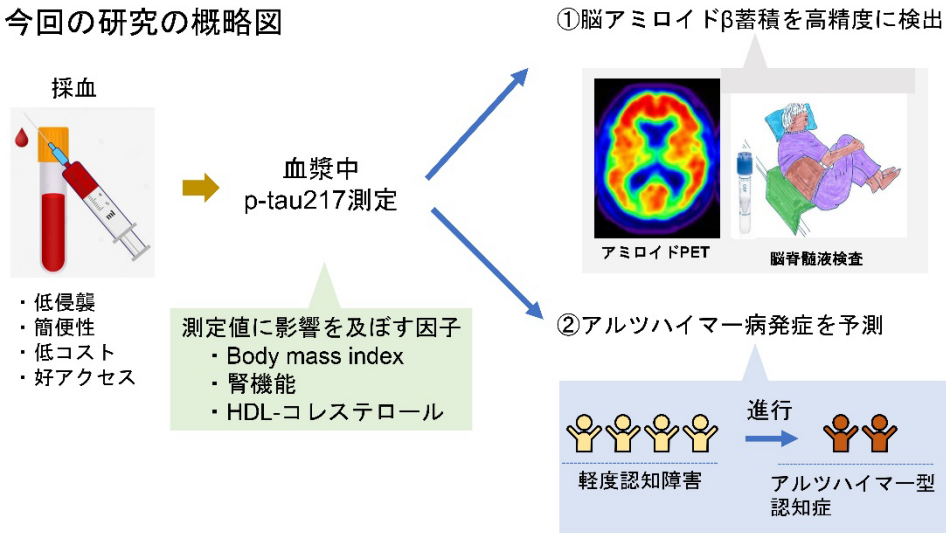 今回の研究の概略図
採血
・低侵襲
・簡便性
・低コスト
・好アクセス
血漿中
p-tau217測定
測定値に影響を及ぼす因子
・Body mass index
・腎機能
・HDL-コレステロール
①脳アミロイドβ蓄積を高精度に検出
アミロイドPET
脳脊髄液検査
②アルツハイマー病発症を予測
進行
軽度認知障害
アルツハイマー型
認知症